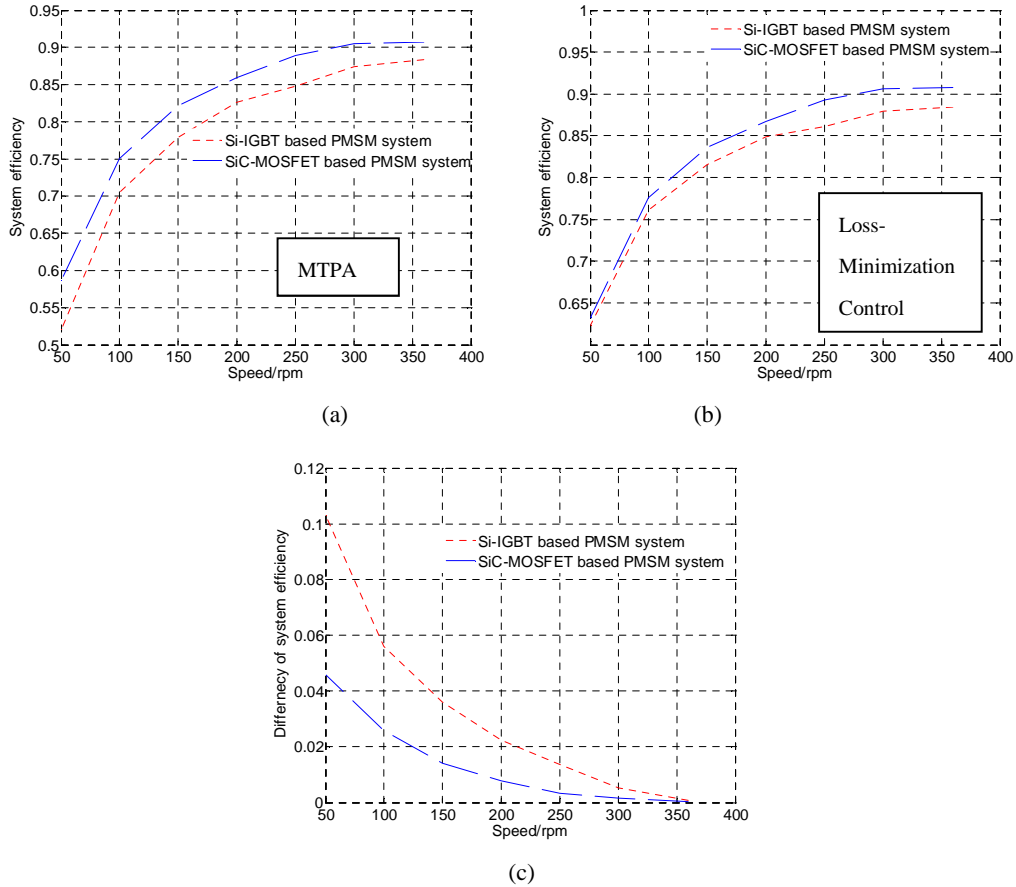 0.95
0.9
0.85
0.8
0.75
0.7
0.65
0.6
0.55
0.5
System efficiency
Si-IGBT based PMSM system
SiC-MOSFET based PMSM system
MTPA
50 100 150 200 250 300 350 400
Speed/rpm
(a)
1
0.95
0.9
0.85
0.8
0.75
0.7
0.65
System efficiency
Si-IGBT based PMSM system
SiC-MOSFET based PMSM system
Loss-
Minimization
Control
50 100 150 200 250 300 350 400
Speed/rpm
(b)
0.12
0.1
0.08
0.06
0.04
0.02
0
Differnecy of system efficiency
Si-IGBT based PMSM system
SiC-MOSFET based PMSM system
50 100 150 200 250 300 350 400
Speed/rpm
(c)